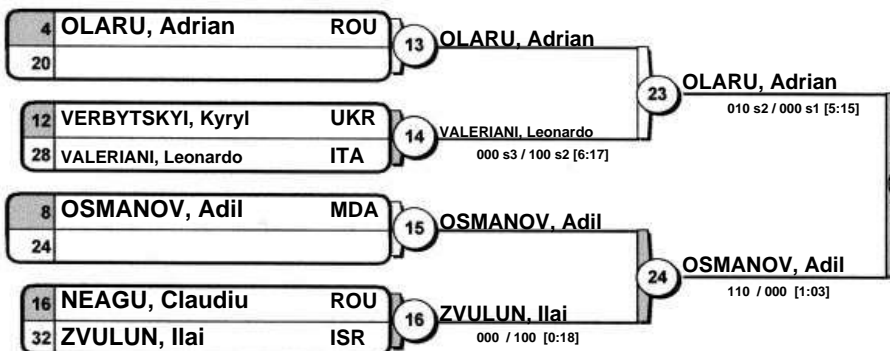 4 OLARU, Adrian ROU
20
13 OLARU, Adrian
12 VERBYTSKYI, Kyryl UKR
28 VALERIANI, Leonardo ITA
14 VALERIANI, Leonardo
000 s3 / 100 s2 [6:17]
23 OLARU, Adrian
010 s2 / 000 s1 [5:15]
8 OSMANOV, Adil MDA
24
15 OSMANOV, Adil
16 NEAGU, Claudiu ROU
32 ZVULUN, Ilai ISR
16 ZVULUN, Ilai
000 / 100 [0:18]
24 OSMANOV, Adil
110 / 000 [1:03]